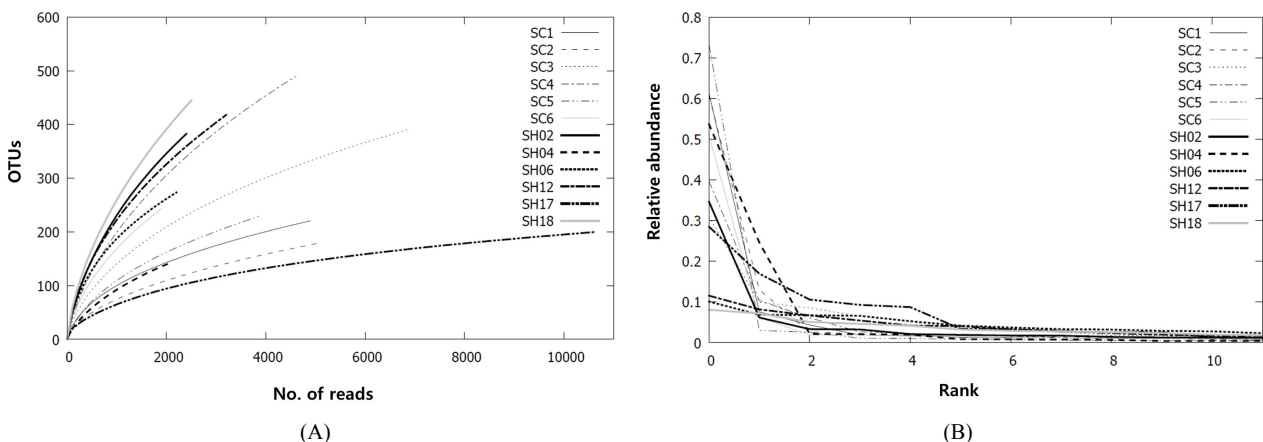 600
500
400
300
200
100
0
OTUs
0
2000
4000
6000
8000
10000
No. of reads
SC1
SC2
SC3
SC4
SC5
SC6
SH02
SH04
SH06
SH12
SH17
SH18
(A)
0.8
0.7
0.6
0.5
0.4
0.3
0.2
0.1
0
Relative abundance
0
2
4
6
8
10
Rank
SC1
SC2
SC3
SC4
SC5
SC6
SH02
SH04
SH06
SH12
SH17
SH18
(B)